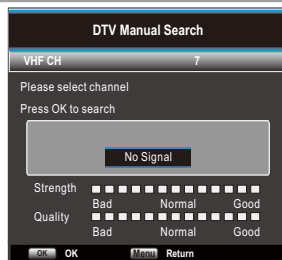 DTV Manual Search
VHF CH 7
Please select channel
Press OK to search
No Signal
Strength
Bad Normal Good
Quality
Bad Normal Good
OK OK Menu Return